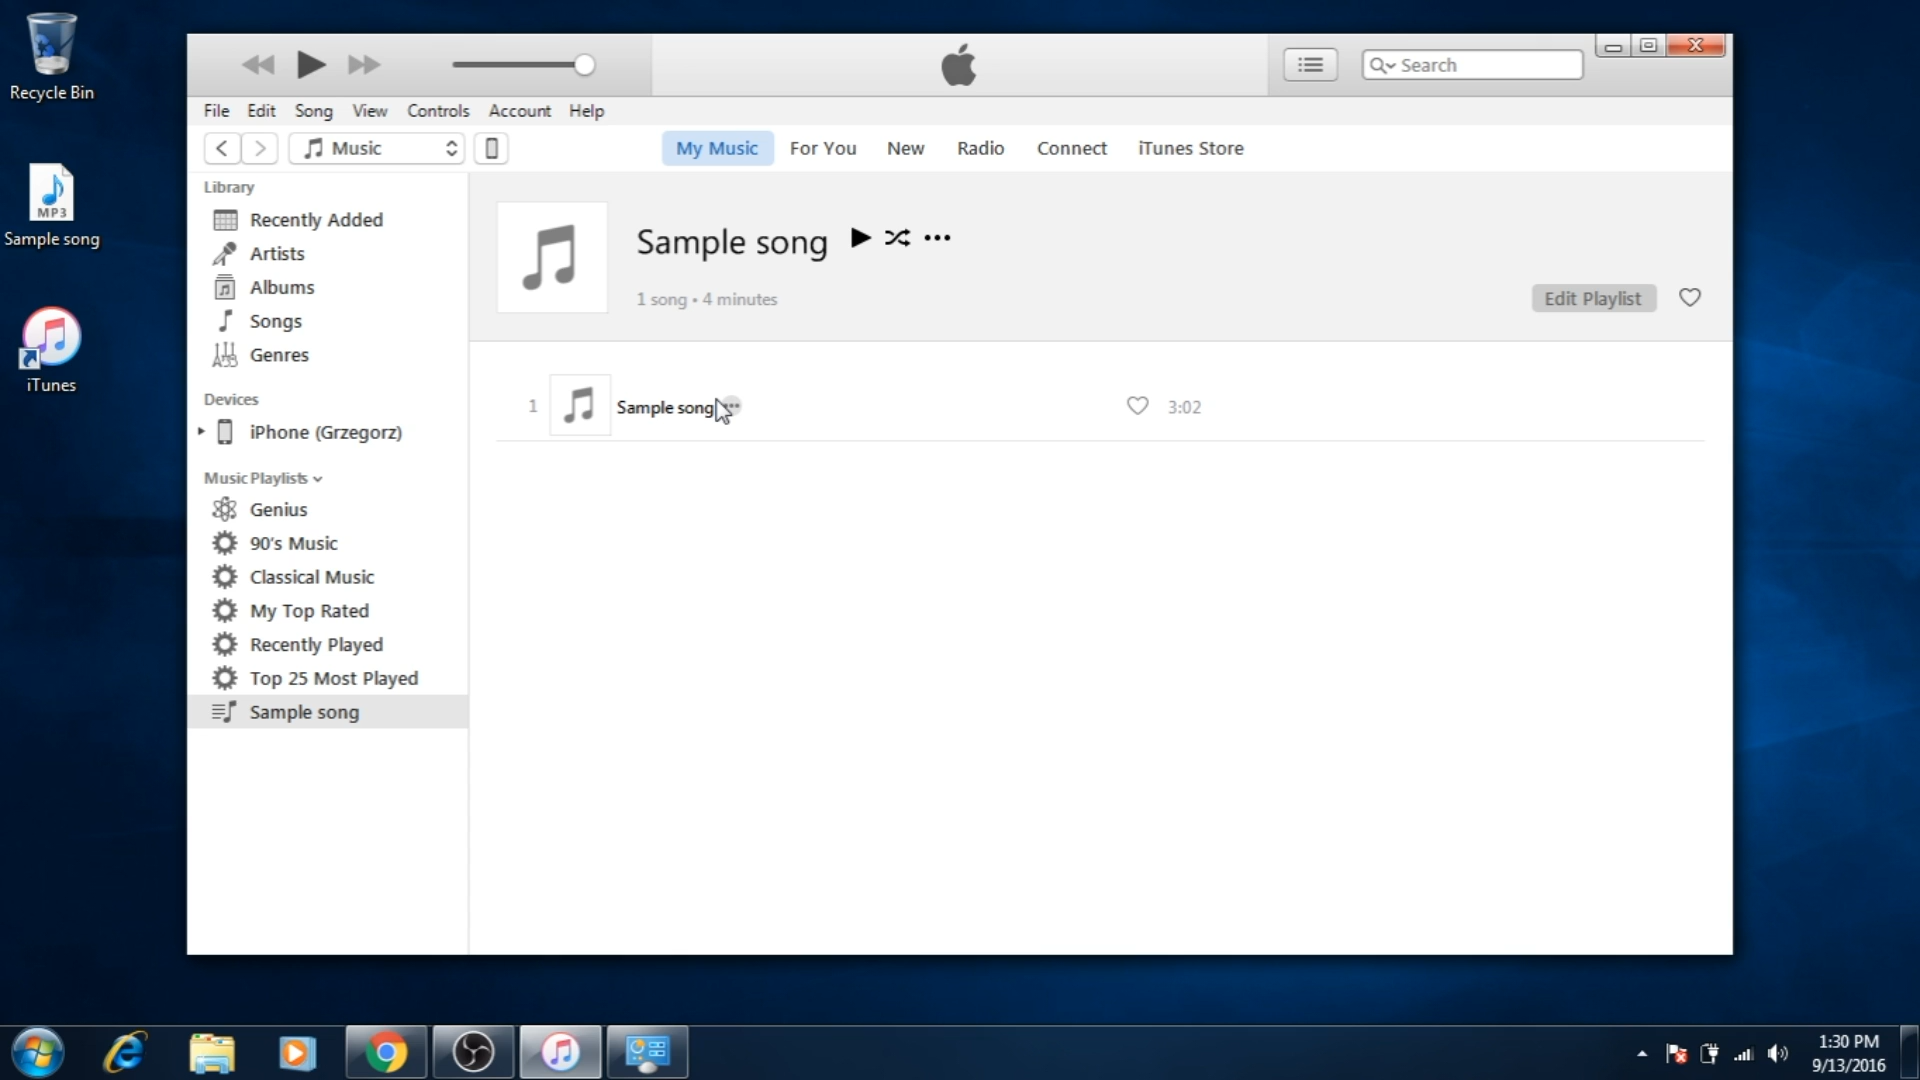 Recycle Bin
MP3
Sample song
iTunes
Search
File Edit Song View Controls Account Help
Music
My Music For You New Radio Connect iTunes Store
Library
Recently Added
Artists
Albums
Songs
Genres
Devices
iPhone (Grzegorz)
Music Playlists
Genius
90's Music
Classical Music
My Top Rated
Recently Played
Top 25 Most Played
Sample song
Sample song
1 song • 4 minutes
Edit Playlist
1 Sample song 3:02
1:30 PM
9/13/2016